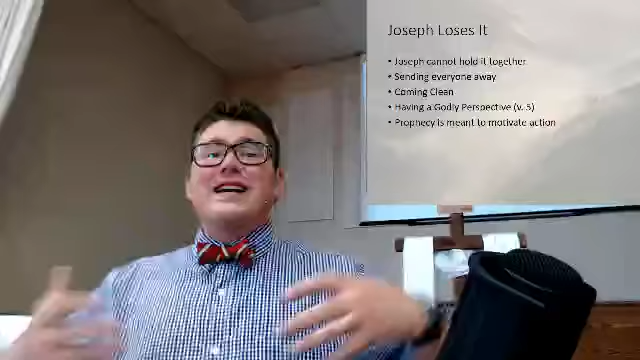 Joseph Loses It
• Joseph cannot hold it together
• Sending everyone away
• Coming Clean
• Having a Godly Perspective (v. 5)
• Prophecy is meant to motivate action